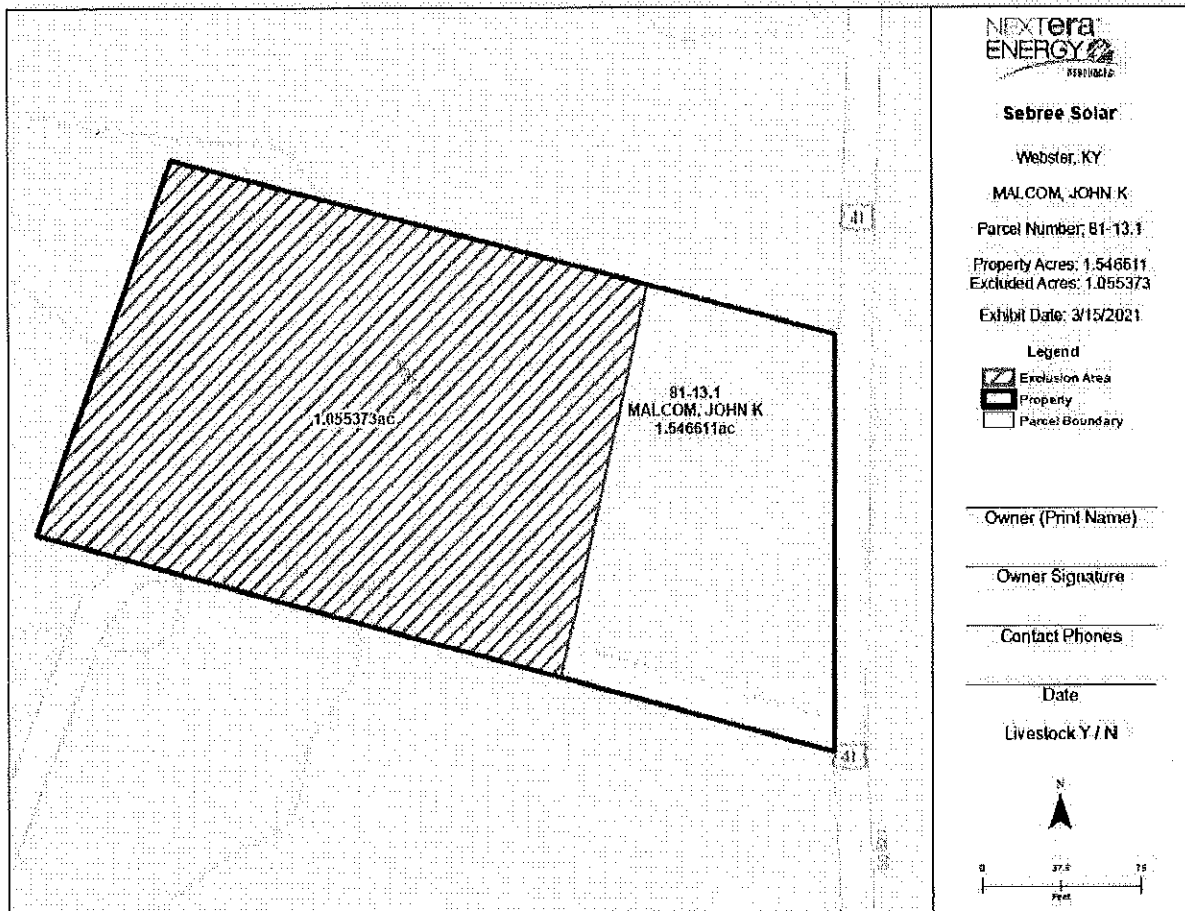 41
81-13.1
MALCOM, JOHN K
1.546611ac
1.055373ac
41
NEXTera
ENERGY
RESOURCES
Sebree Solar
Webster, KY
MALCOM, JOHN K
Parcel Number: 81-13.1
Property Acres: 1.546611
Excluded Acres: 1.055373
Exhibit Date: 3/15/2021
Legend
Exclusion Area
Property
Parcel Boundary
Owner (Print Name)
Owner Signature
Contact Phones
Date
Livestock Y / N
N
0 37.5 75
Feet